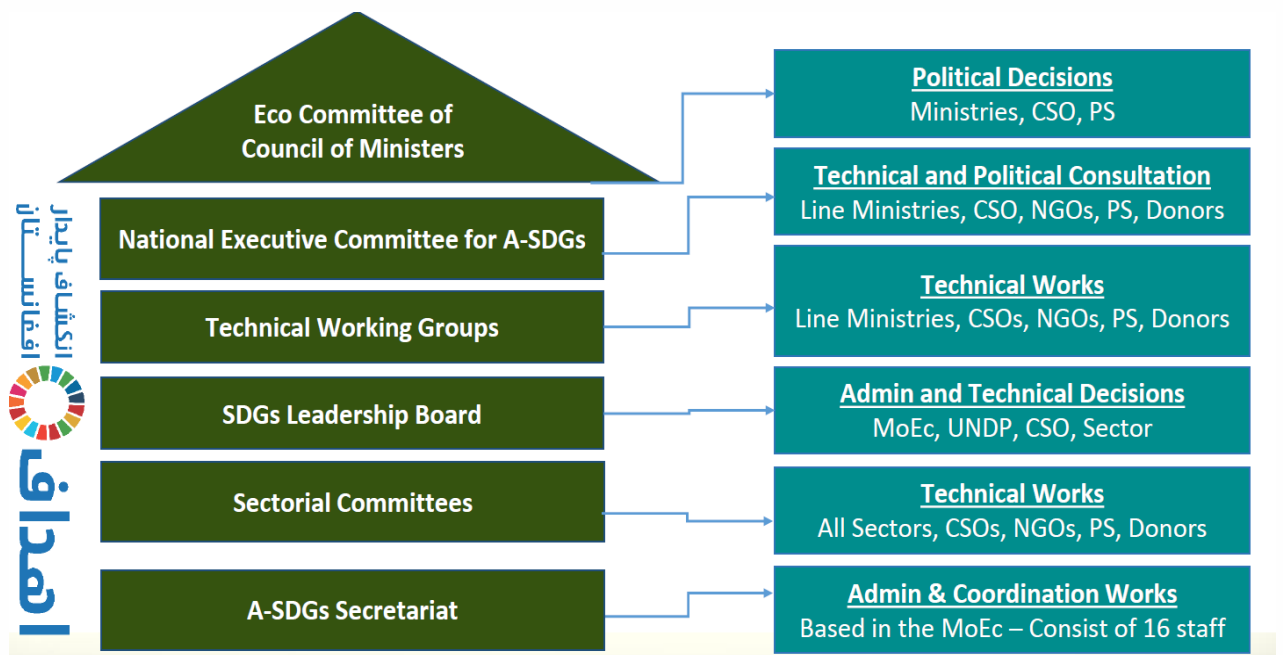 Eco Committee of
Council of Ministers
National Executive Committee for A-SDGs
Technical Working Groups
SDGs Leadership Board
Sectorial Committees
A-SDGs Secretariat
Political Decisions
Ministries, CSO, PS
Technical and Political Consultation
Line Ministries, CSO, NGOs, PS, Donors
Technical Works
Line Ministries, CSOs, NGOs, PS, Donors
Admin and Technical Decisions
MoEc, UNDP, CSO, Sector
Technical Works
All Sectors, CSOs, NGOs, PS, Donors
Admin & Coordination Works
Based in the MoEc – Consist of 16 staff
اهداف
انکشاف پایدار
افغانســـتان